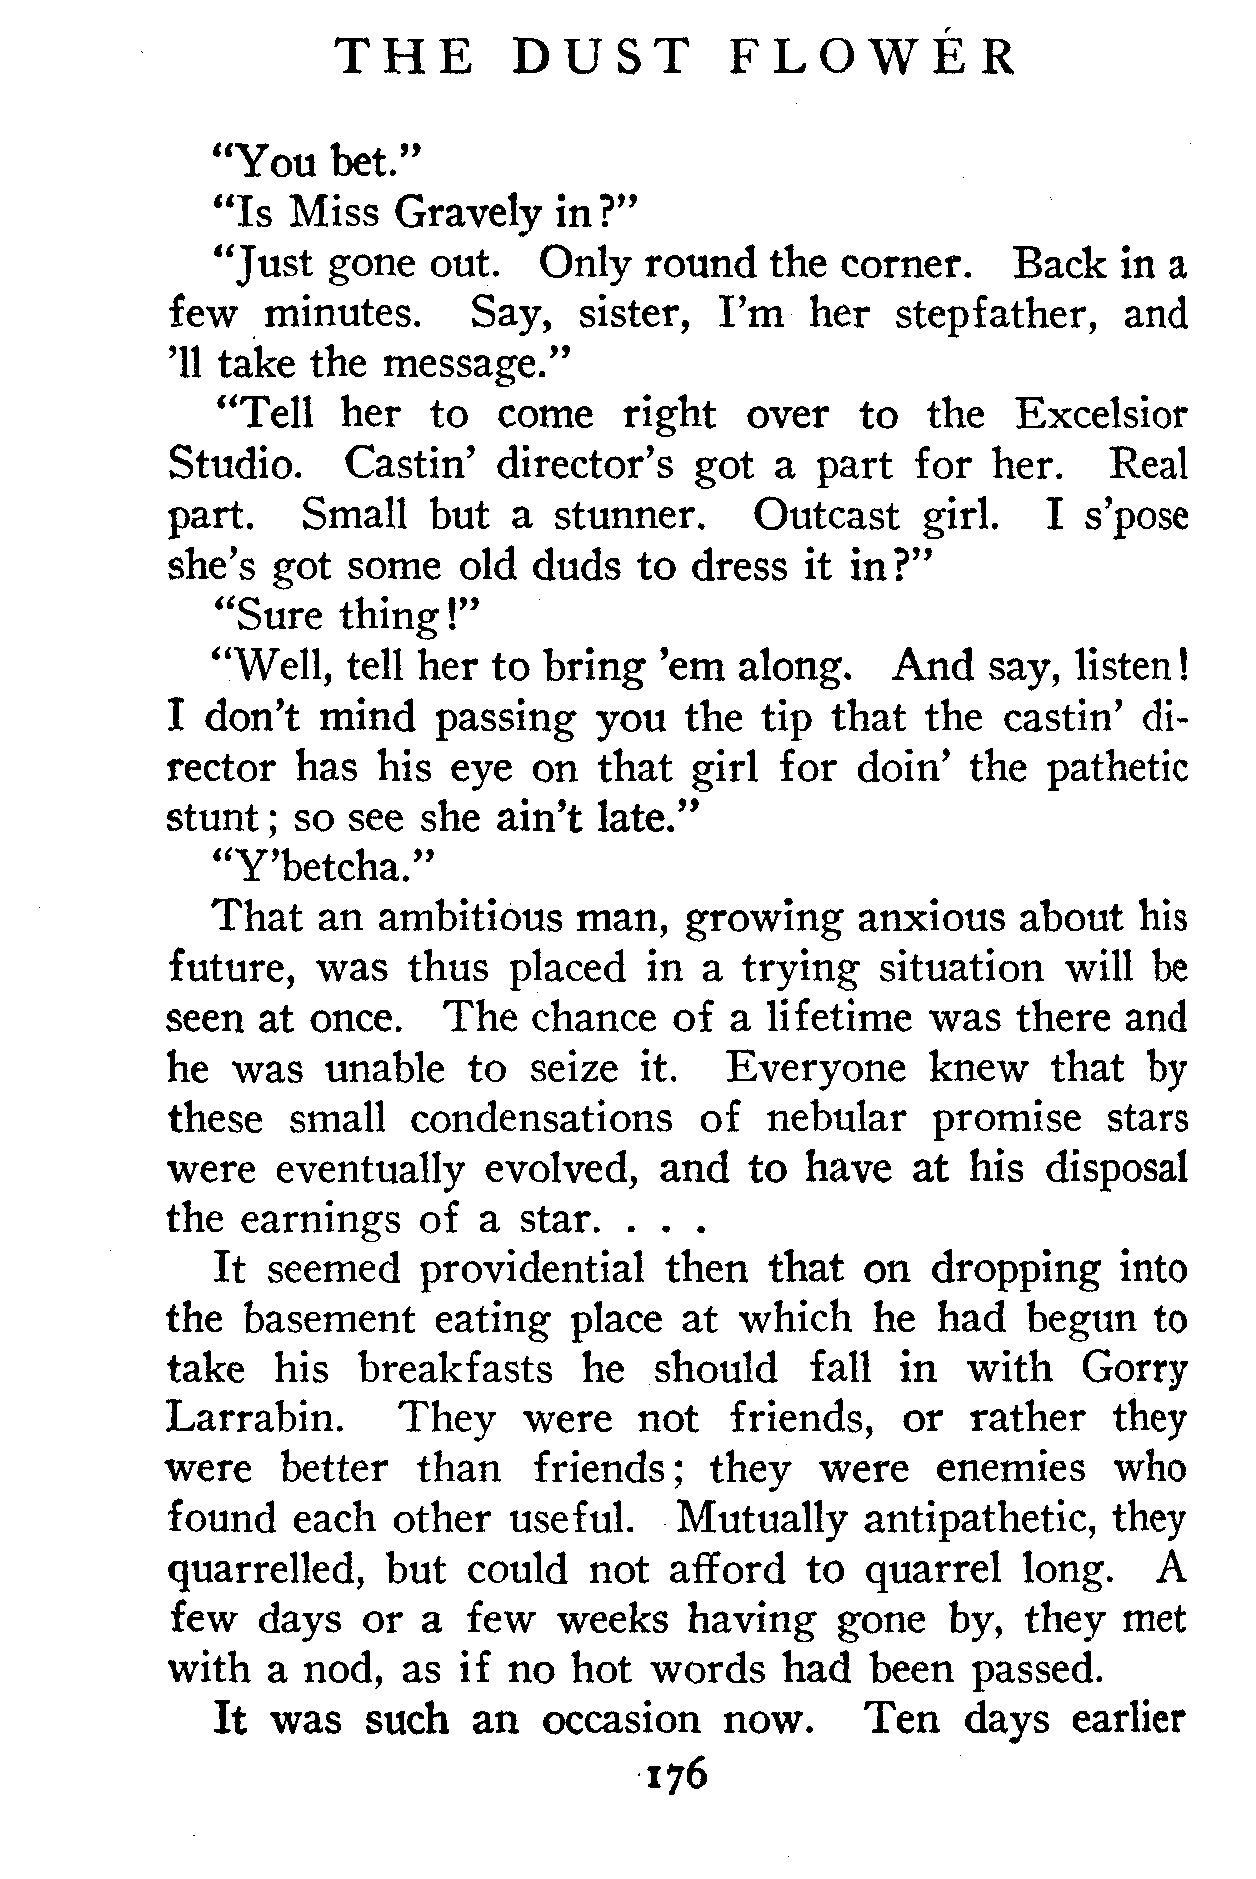 THE DUST FLOWER
“You bet.”
“Is Miss Gravely in?”
“Just gone out. Only round the corner. Back in a
few minutes. Say, sister, I’m her stepfather, and
’ll take the message.”
“Tell her to come right over to the Excelsior
Studio. Castin’ director’s got a part for her. Real
part. Small but a stunner. Outcast girl. I s’pose
she’s got some old duds to dress it in?”
“Sure thing!”
“Well, tell her to bring ’em along. And say, listen!
I don’t mind passing you the tip that the castin’ di-
rector has his eye on that girl for doin’ the pathetic
stunt; so see she ain’t late.”
“Y’betcha.”
That an ambitious man, growing anxious about his
future, was thus placed in a trying situation will be
seen at once. The chance of a lifetime was there and
he was unable to seize it. Everyone knew that by
these small condensations of nebular promise stars
were eventually evolved, and to have at his disposal
the earnings of a star. . . .
It seemed providential then that on dropping into
the basement eating place at which he had begun to
take his breakfasts he should fall in with Gorry
Larrabin. They were not friends, or rather they
were better than friends; they were enemies who
found each other useful. Mutually antipathetic, they
quarrelled, but could not afford to quarrel long. A
few days or a few weeks having gone by, they met
with a nod, as if no hot words had been passed.
It was such an occasion now. Ten days earlier
176